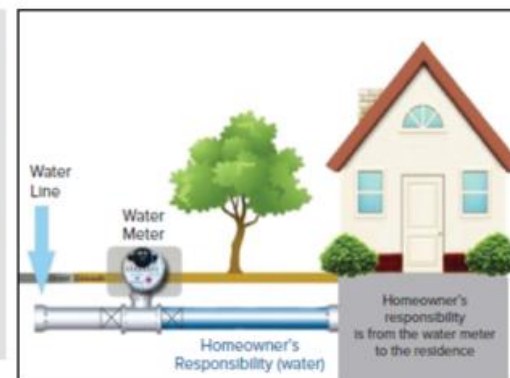 Water
Line
Water
Meter
Homeowner's
Responsibility (water)
Homeowner's
responsibility
is from the water meter
to the residence